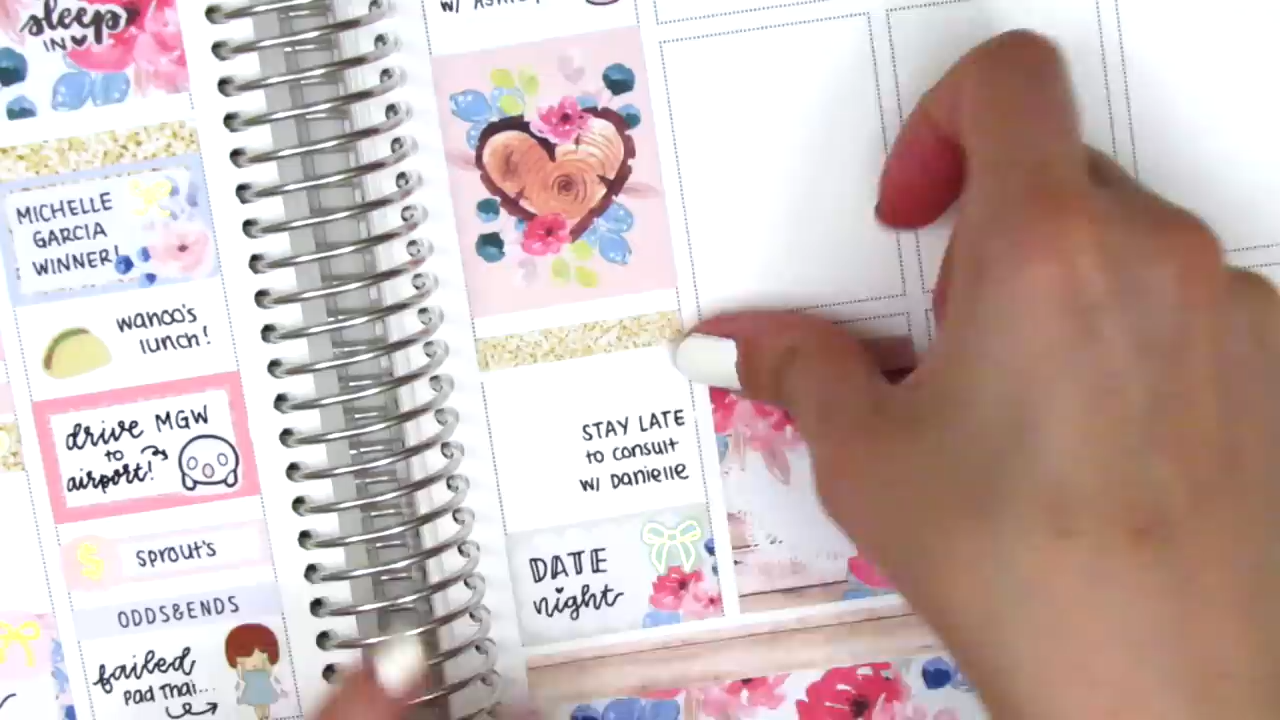 sleep
IN
MICHELLE
GARCIA
WINNER!
wahoo's
lunch!
drive MGW
to
airport!
$
sprout's
ODDS&ENDS
failed
Pad Thai...
STAY LATE
to consult
w/ Danielle
DATE
night